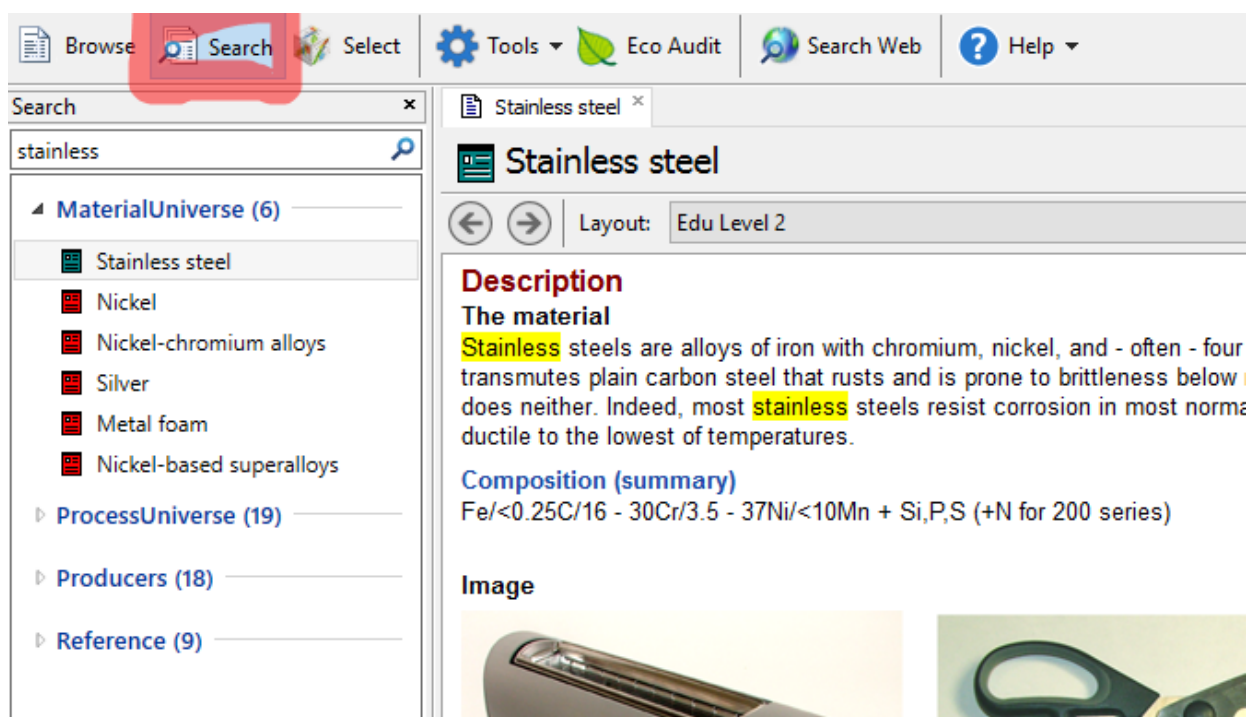 Browse Search Select Tools Eco Audit Search Web Help
Search
stainless
MaterialUniverse (6)
Stainless steel
Nickel
Nickel-chromium alloys
Silver
Metal foam
Nickel-based superalloys
ProcessUniverse (19)
Producers (18)
Reference (9)
Stainless steel
Stainless steel
Layout: Edu Level 2
Description
The material
Stainless steels are alloys of iron with chromium, nickel, and - often - four
transmutes plain carbon steel that rusts and is prone to brittleness below
does neither. Indeed, most stainless steels resist corrosion in most
ductile to the lowest of temperatures.
Composition (summary)
Fe/<0.25C/16 - 30Cr/3.5 - 37Ni/<10Mn + Si,P,S (+N for 200 series)
Image